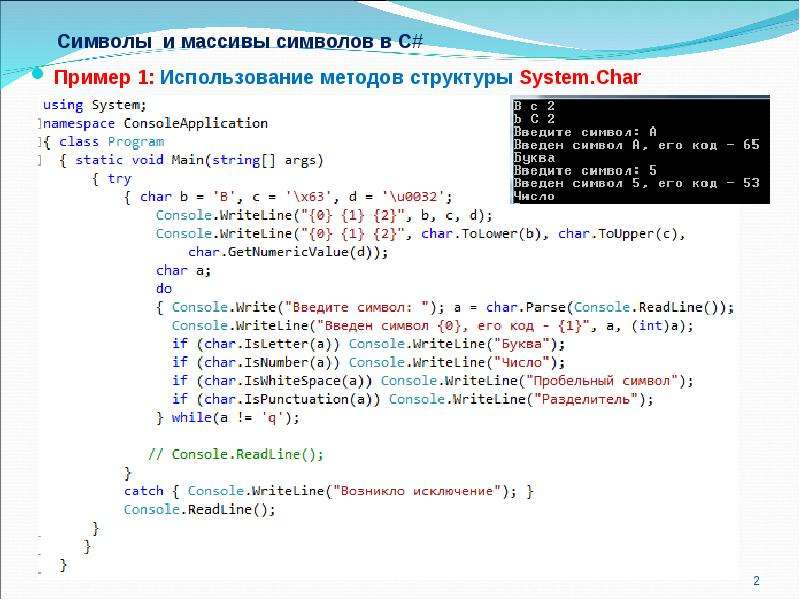 Символы и массивы символов в C#
Пример 1: Использование методов структуры System.Char
using System;
namespace ConsoleApplication
{ class Program
{ static void Main(string[] args)
{ try
{ char b = 'B', c = '\x63', d = '\u0032';
Console.WriteLine("{0} {1} {2}", b, c, d);
Console.WriteLine("{0} {1} {2}", char.ToLower(b), char.ToUpper(c),
char.GetNumericValue(d));
char a;
do
{ Console.Write("Введите символ: "); a = char.Parse(Console.ReadLine());
Console.WriteLine("Введен символ {0}, его код - {1}", a, (int)a);
if (char.IsLetter(a)) Console.WriteLine("Буква");
if (char.IsNumber(a)) Console.WriteLine("Число");
if (char.IsWhiteSpace(a)) Console.WriteLine("Пробельный символ");
if (char.IsPunctuation(a)) Console.WriteLine("Разделитель");
} while(a != 'q');
// Console.ReadLine();
}
catch { Console.WriteLine("Возникло исключение"); }
Console.ReadLine();
}
}
}
B c 2
b C 2
Введите символ: A
Введен символ A, его код - 65
Буква
Введите символ: 5
Введен символ 5, его код - 53
Число
2